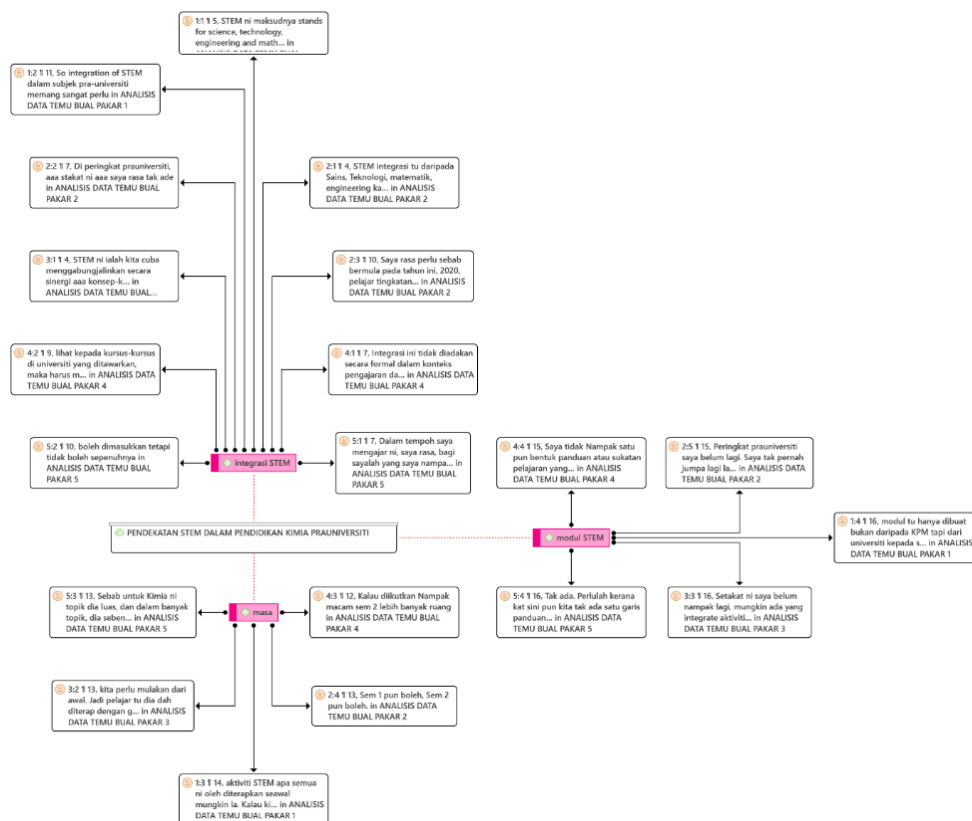 1:1 ¶ 5, STEM ni maksudnya stands
for science, technology,
engineering and math... in
1:2 ¶ 11, So integration of STEM
dalam subjek pra-universiti
memang sangat perlu in ANALISIS
DATA TEMU BUAL PAKAR 1
2:2 ¶ 7, Di peringkat prauniversiti,
aaa stakat ni aaa saya rasa tak ade
in ANALISIS DATA TEMU BUAL
PAKAR 2
2:1 ¶ 4, STEM integrasi tu daripada
Sains, Teknologi, matematik,
engineering ka... in ANALISIS
DATA TEMU BUAL PAKAR 2
3:1 ¶ 4, STEM ni ialah kita cuba
menggabungjalinkan secara
sinergi aaa konsep-k... in
ANALISIS DATA TEMU BUAL...
2:3 ¶ 10, Saya rasa perlu sebab
bermula pada tahun ini, 2020,
pelajar tingkatan... in ANALISIS
DATA TEMU BUAL PAKAR 2
4:2 ¶ 9, lihat kepada kursus-kursus
di universiti yang ditawarkan,
maka harus m... in ANALISIS
DATA TEMU BUAL PAKAR 4
4:1 ¶ 7, Integrasi ini tidak diadakan
secara formal dalam konteks
pengajaran da... in ANALISIS DATA
TEMU BUAL PAKAR 4
5:2 ¶ 10, boleh dimasukkan tetapi
tidak boleh sepenuhnya in
ANALISIS DATA TEMU BUAL
PAKAR 5
integrasi STEM
5:1 ¶ 7, Dalam tempoh saya
mengajar ni, saya rasa, bagi
sayalah yang saya nampa...
in ANALISIS DATA TEMU BUAL
PAKAR 5
4:4 ¶ 15, Saya tidak Nampak satu
pun bentuk panduan atau sukatan
pelajaran yang... in ANALISIS
DATA TEMU BUAL PAKAR 4
2:5 ¶ 15, Peringkat prauniversiti
saya belum lagi. Saya tak pernah
jumpa lagi la... in ANALISIS DATA
TEMU BUAL PAKAR 2
PENDEKATAN STEM DALAM PENDIDIKAN KIMIA PRAUNIVERSITI
modul STEM
1:4 ¶ 16, modul tu hanya dibuat
bukan daripada KPM tapi dari
universiti kepada s... in ANALISIS
DATA TEMU BUAL PAKAR 1
5:3 ¶ 13, Sebab untuk Kimia ni
topik dia luas, dan dalam banyak
topik, dia seben... in ANALISIS
DATA TEMU BUAL PAKAR 5
masa
4:3 ¶ 12, Kalau diikutkan Nampak
macam sem 2 lebih banyak ruang
in ANALISIS DATA TEMU BUAL
PAKAR 4
5:4 ¶ 16, Tak ada. Perlulah kerana
kat sini pun kita tak ada satu garis
panduan... in ANALISIS DATA
TEMU BUAL PAKAR 5
3:3 ¶ 16, Setakat ni saya belum
nampak lagi, mungkin ada yang
integrate aktiviti... in ANALISIS
DATA TEMU BUAL PAKAR 3
3:2 ¶ 13, kita perlu mulakan dari
awal. Jadi pelajar tu dia dah
diterap dengan g... in ANALISIS
DATA TEMU BUAL PAKAR 3
2:4 ¶ 13, Sem 1 pun boleh, Sem 2
pun boleh. in ANALISIS DATA
TEMU BUAL PAKAR 2
1:3 ¶ 14, aktiviti STEM apa semua
ni oleh diterapkan seawal
mungkin la. Kalau ki... in ANALISIS
DATA TEMU BUAL PAKAR 1